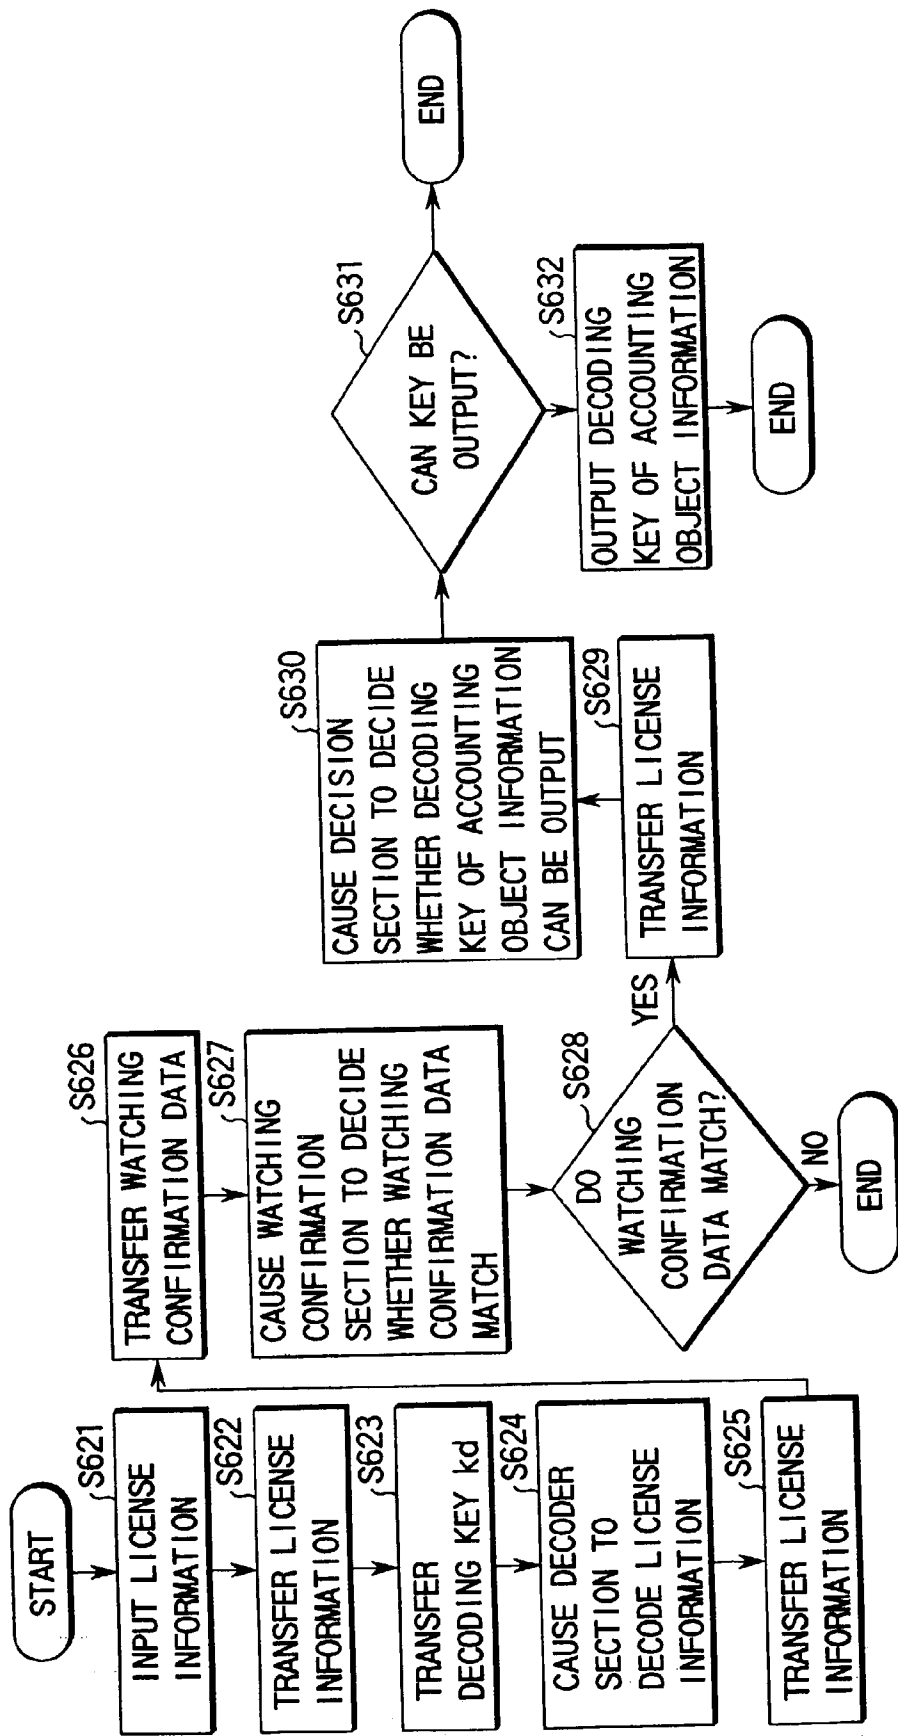 START
S621
INPUT LICENSE
INFORMATION
S622
TRANSFER LICENSE
INFORMATION
S623
TRANSFER
DECODING KEY kd
S624
CAUSE DECODER
SECTION TO
DECODE LICENSE
INFORMATION
S625
TRANSFER LICENSE
INFORMATION
S626
TRANSFER WATCHING
CONFIRMATION DATA
S627
CAUSE WATCHING
CONFIRMATION
SECTION TO DECIDE
WHETHER WATCHING
CONFIRMATION DATA
MATCH
S628
DO
WATCHING
CONFIRMATION
DATA MATCH?
YES
NO
END
S629
TRANSFER LICENSE
INFORMATION
S630
CAUSE DECISION
SECTION TO DECIDE
WHETHER DECODING
KEY OF ACCOUNTING
OBJECT INFORMATION
CAN BE OUTPUT
S631
CAN KEY BE
OUTPUT?
END
S632
OUTPUT DECODING
KEY OF ACCOUNTING
OBJECT INFORMATION
END